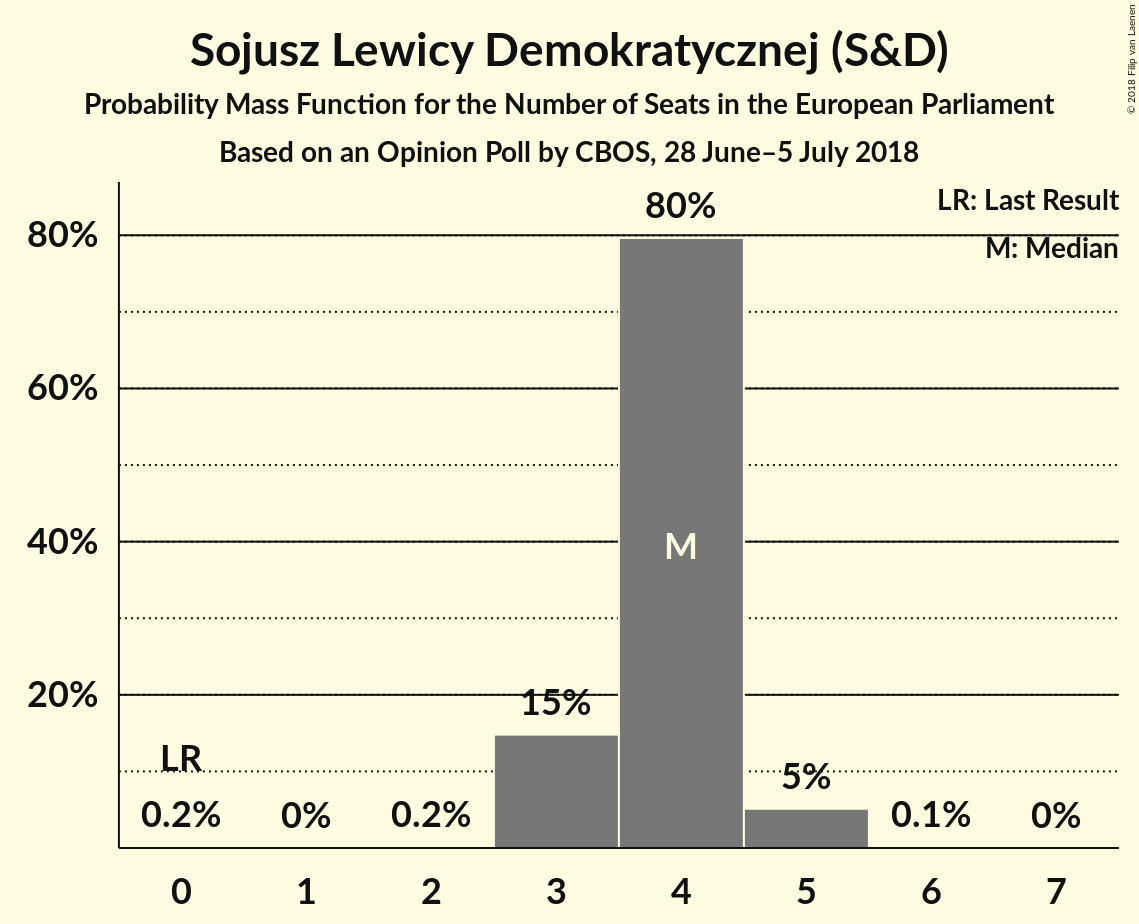 Sojusz Lewicy Demokratycznej (S&D)
Probability Mass Function for the Number of Seats in the European Parliament
Based on an Opinion Poll by CBOS, 28 June–5 July 2018
© 2018 Filip van Laenen
LR: Last Result
M: Median
80%
60%
40%
20%
LR
0.2%
0%
0.2%
15%
80%
M
5%
0.1%
0%
0 1 2 3 4 5 6 7